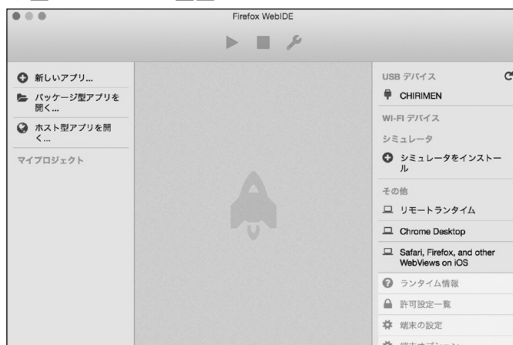 Firefox WebIDE
新しいアプリ...
パッケージ型アプリを
開く...
ホスト型アプリを開
く...
マイプロジェクト
USB デバイス
CHIRIMEN
WI-FI デバイス
シミュレータ
シミュレータをインストー
ル
その他
リモートランタイム
Chrome Desktop
Safari, Firefox, and other
WebViews on iOS
ランタイム情報
許可設定一覧
端末の設定